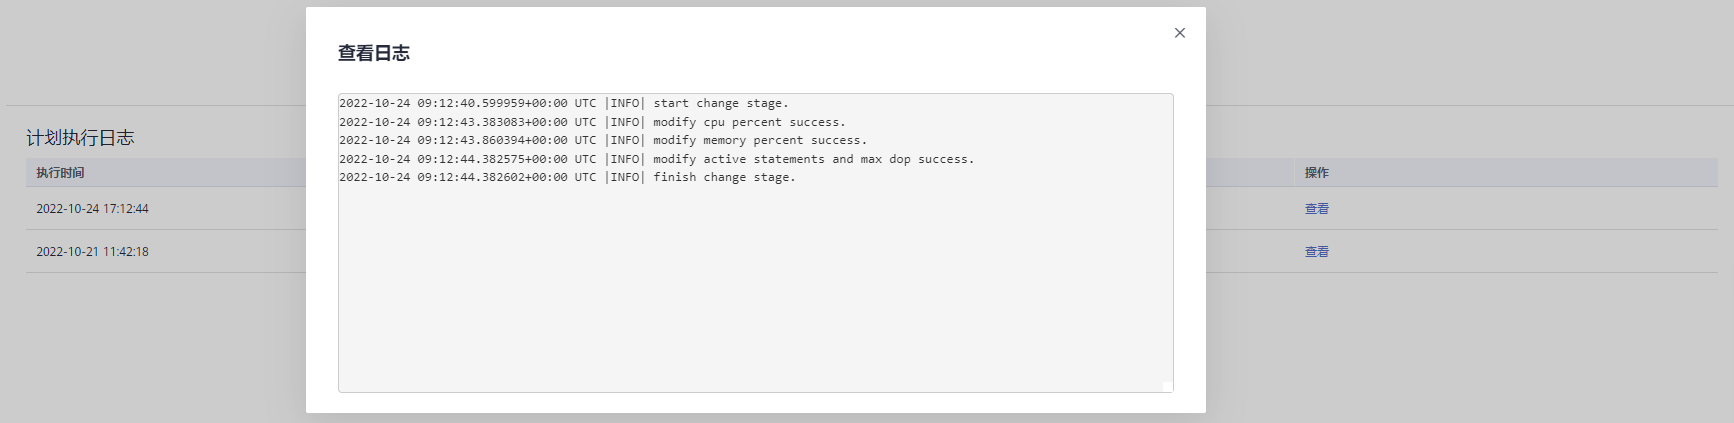 查看日志
2022-10-24 09:12:40.599959+00:00 UTC |INFO| start change stage.
2022-10-24 09:12:43.383083+00:00 UTC |INFO| modify cpu percent success.
2022-10-24 09:12:43.860394+00:00 UTC |INFO| modify memory percent success.
2022-10-24 09:12:44.382575+00:00 UTC |INFO| modify active statements and max dop success.
2022-10-24 09:12:44.382602+00:00 UTC |INFO| finish change stage.
计划执行日志
执行时间 操作
2022-10-24 17:12:44 查看
2022-10-21 11:42:18 查看